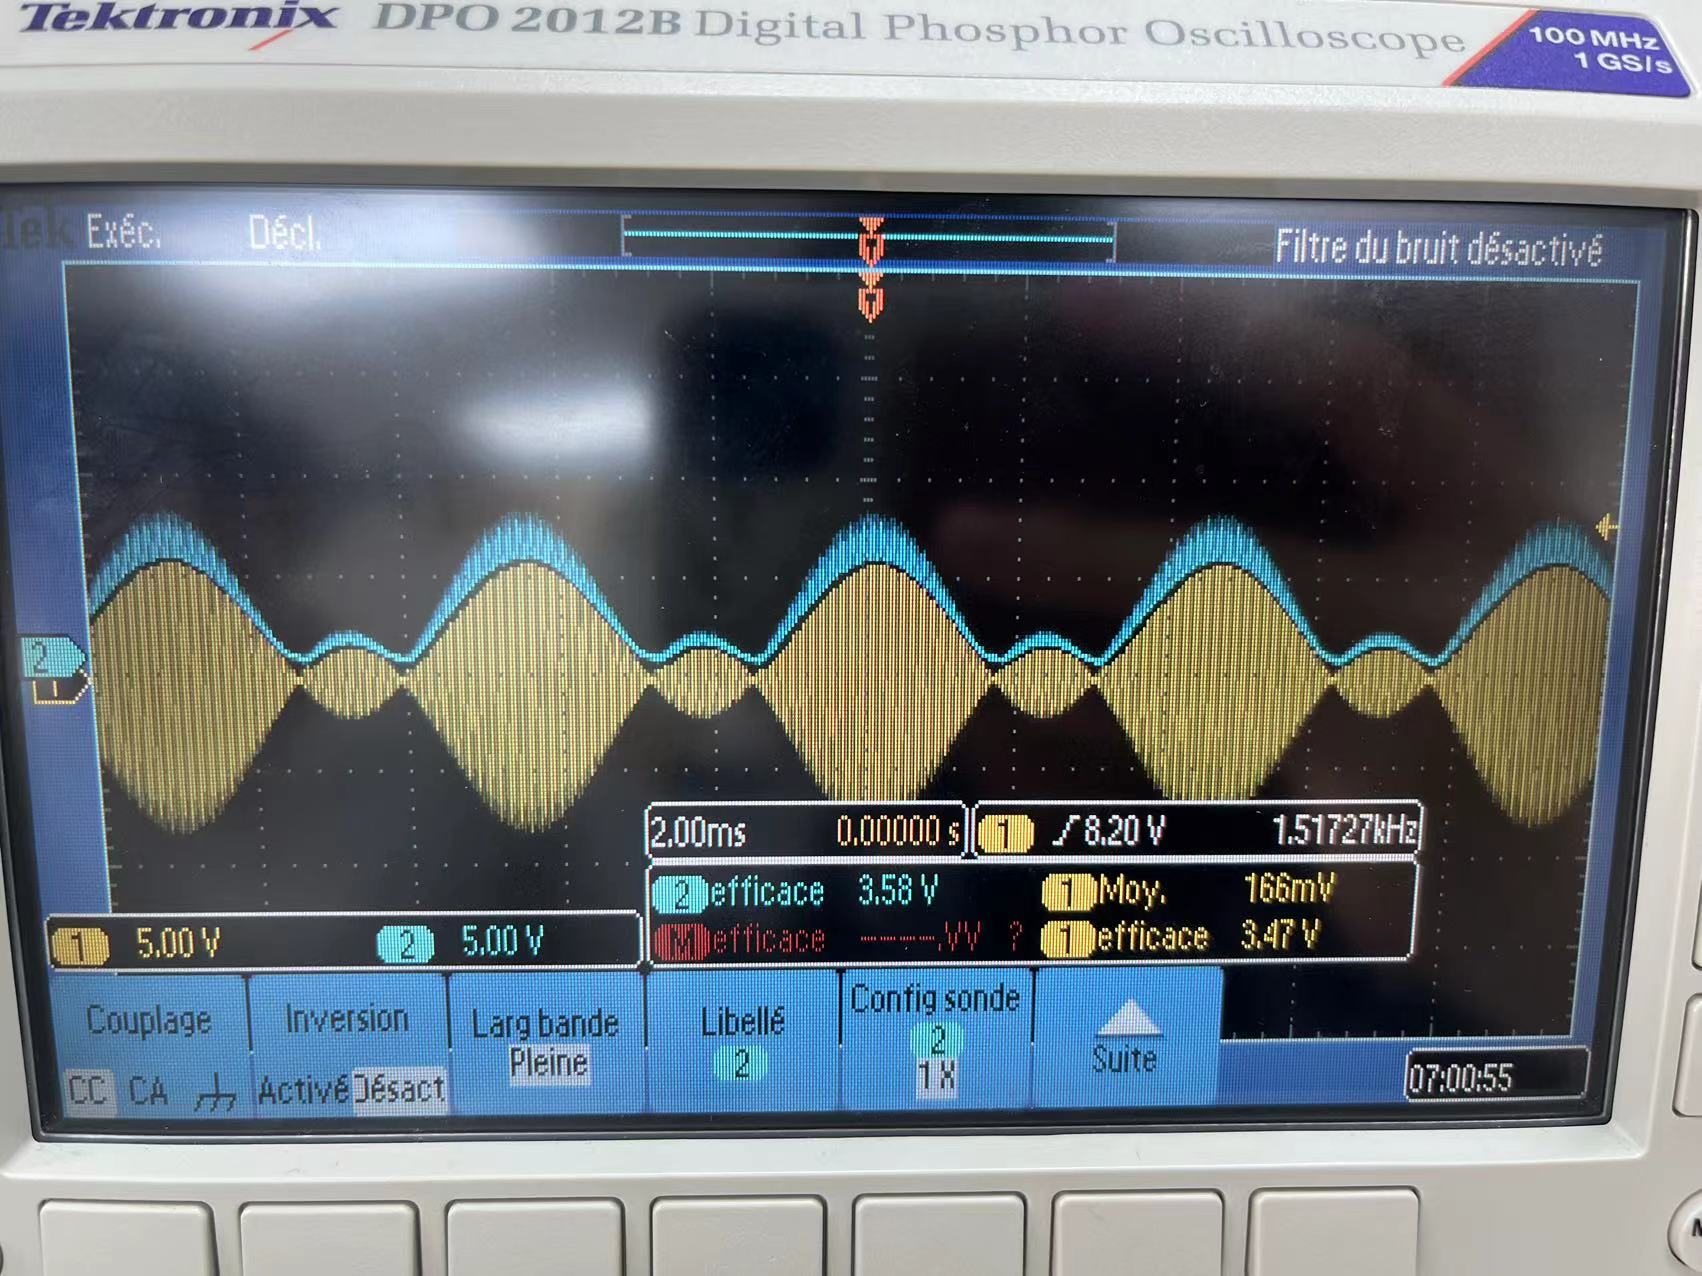 Tektronix DPO 2012B Digital Phosphor Oscilloscope
100 MHz
1 GS/s
Tek Exéc. Décl. Filtre du bruit désactivé
T
T
2
1
2.00ms 0.00000 s
1 8.20 V 1.51727kHz
2 efficace 3.58 V
1 Moy. 166mV
M efficace --.--VV ?
1 efficace 3.47 V
1 5.00 V 2 5.00 V
Couplage
CC CA
Inversion
Activé Désact
Larg bande
Pleine
Libellé
2
Config sonde
2
1 X
Suite
07:00:55